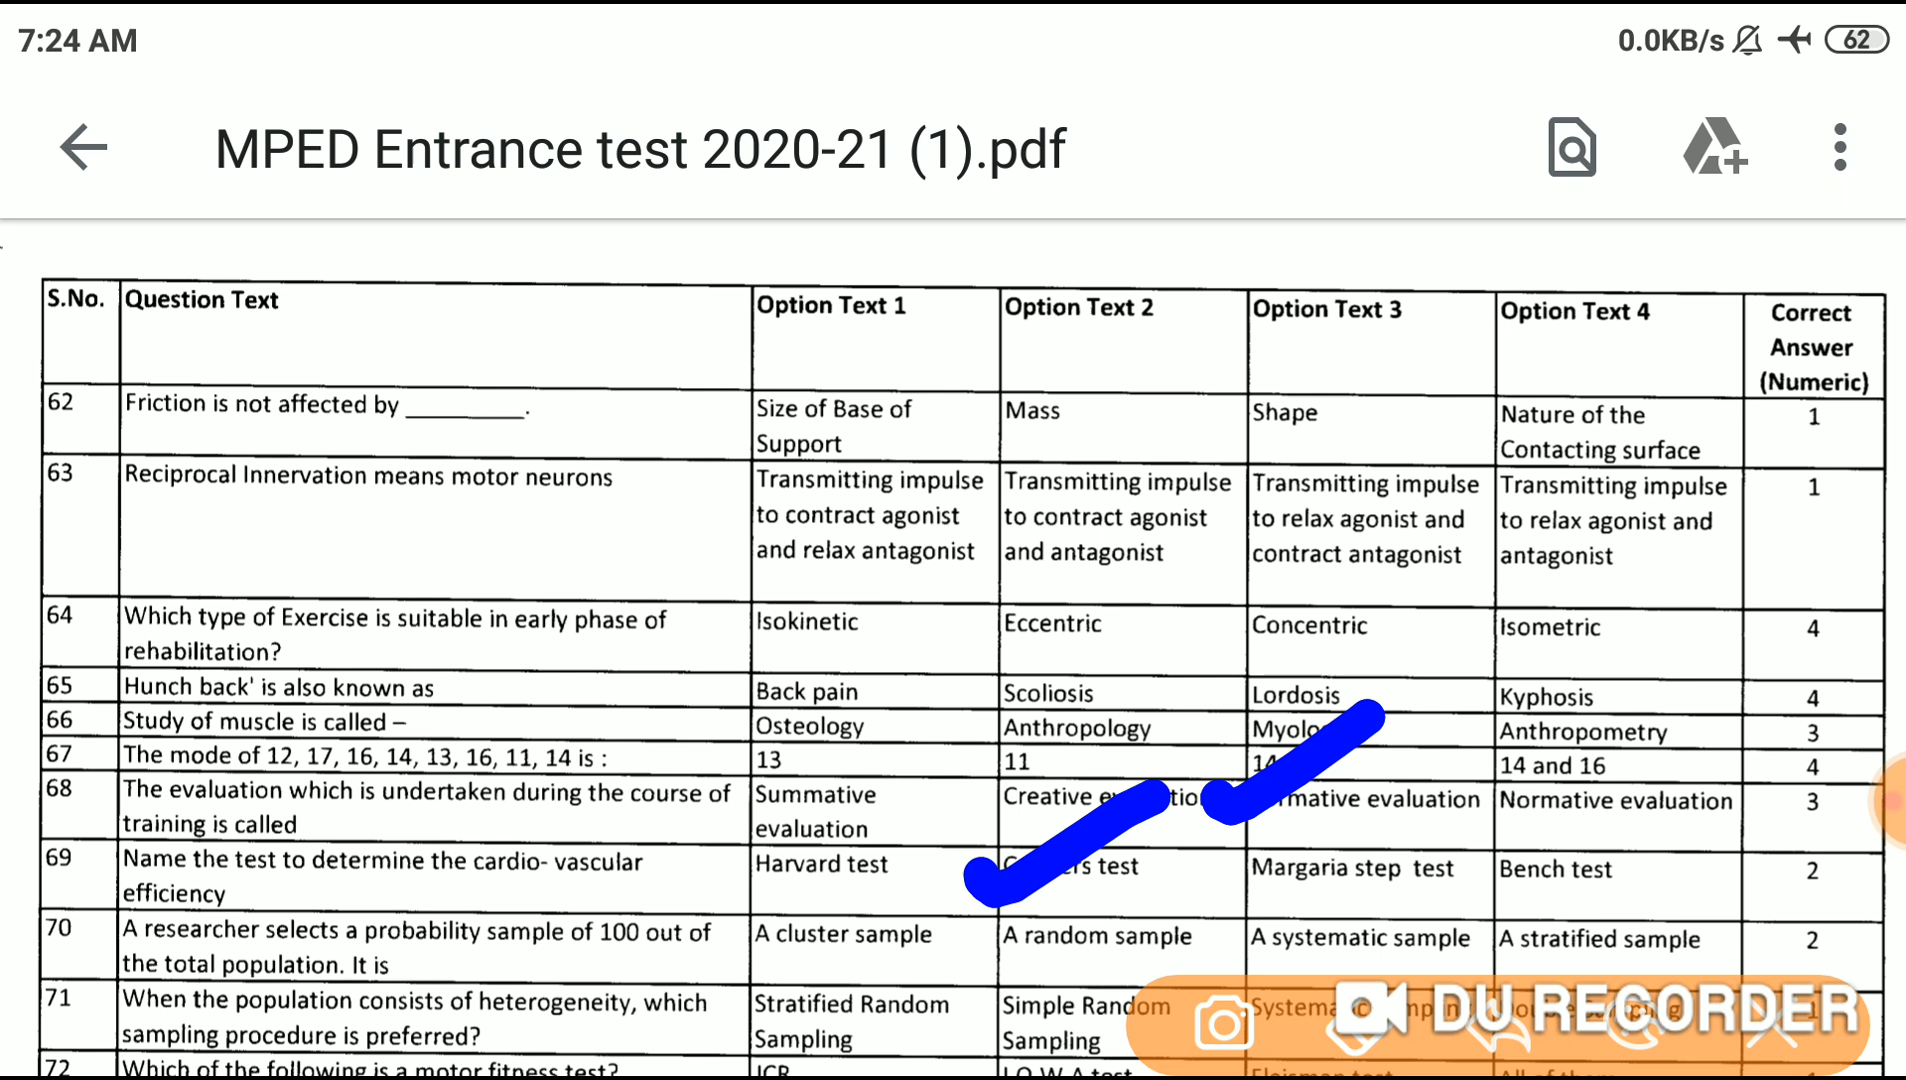 7:24 AM
0.0KB/s
62
MPED Entrance test 2020-21 (1).pdf
S.No. Question Text Option Text 1 Option Text 2 Option Text 3 Option Text 4 Correct
Answer
(Numeric)
62 Friction is not affected by __________. Size of Base of Mass Shape Nature of the 1
Support Contacting surface
63 Reciprocal Innervation means motor neurons Transmitting impulse Transmitting impulse Transmitting impulse Transmitting impulse 1
to contract agonist to contract agonist to relax agonist and to relax agonist and
and relax antagonist and antagonist contract antagonist antagonist
64 Which type of Exercise is suitable in early phase of Isokinetic Eccentric Concentric Isometric 4
rehabilitation?
65 Hunch back' is also known as Back pain Scoliosis Lordosis Kyphosis 4
66 Study of muscle is called – Osteology Anthropology Anthropometry 3
67 The mode of 12, 17, 16, 14, 13, 16, 11, 14 is : 13 11 14 and 16 4
68 The evaluation which is undertaken during the course of Summative Creative evaluation Normative evaluation 3
training is called evaluation
69 Name the test to determine the cardio- vascular Harvard test test Margaria step test Bench test 2
efficiency
70 A researcher selects a probability sample of 100 out of A cluster sample A random sample A systematic sample A stratified sample 2
the total population. It is
71 When the population consists of heterogeneity, which Stratified Random Simple Random 1
sampling procedure is preferred? Sampling Sampling
72 Which of the following is a motor fitness test?
DU RECORDER